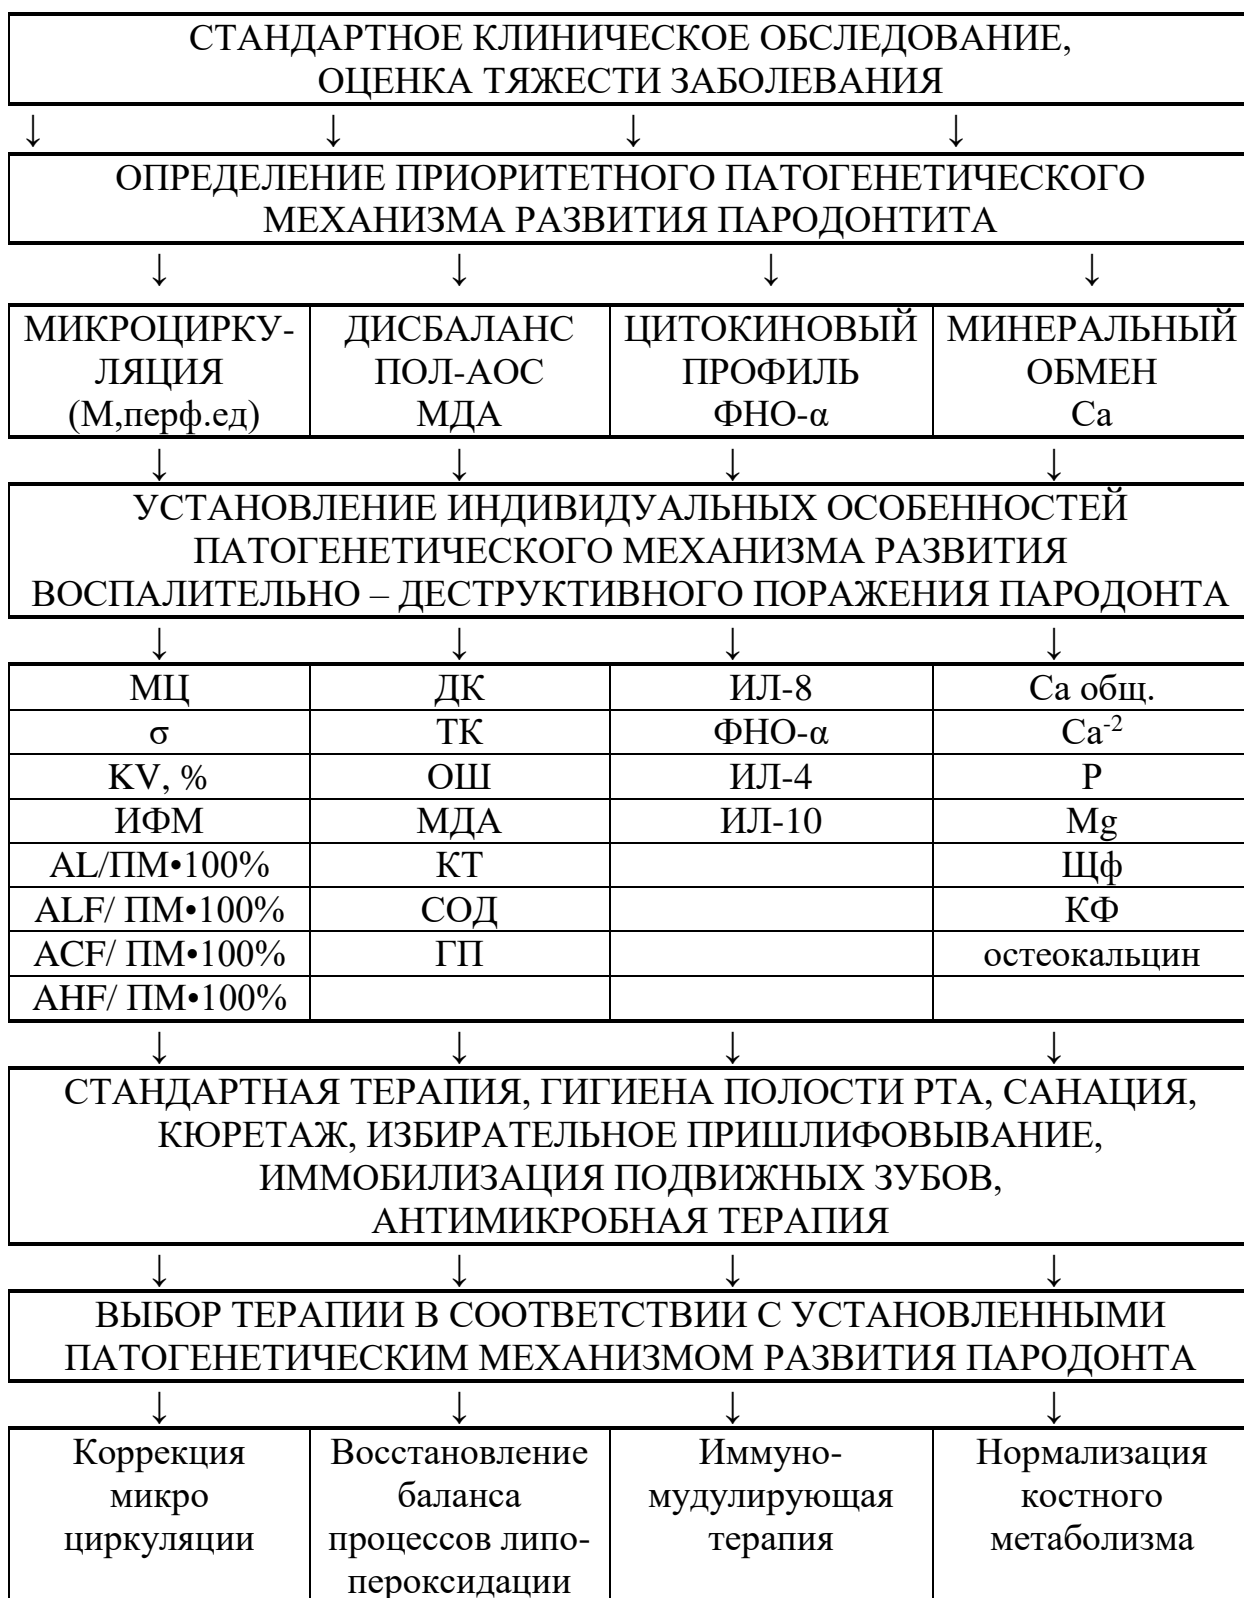 СТАНДАРТНОЕ КЛИНИЧЕСКОЕ ОБСЛЕДОВАНИЕ,
ОЦЕНКА ТЯЖЕСТИ ЗАБОЛЕВАНИЯ
↓ ↓ ↓ ↓
ОПРЕДЕЛЕНИЕ ПРИОРИТЕТНОГО ПАТОГЕНЕТИЧЕСКОГО
МЕХАНИЗМА РАЗВИТИЯ ПАРОДОНТИТА
↓ ↓ ↓ ↓
МИКРОЦИРКУ- ДИСБАЛАНС ЦИТОКИНОВЫЙ МИНЕРАЛЬНЫЙ
ЛЯЦИЯ ПОЛ-АОС ПРОФИЛЬ ОБМЕН
(М,перф.ед) МДА ФНО-α Са
↓ ↓ ↓ ↓
УСТАНОВЛЕНИЕ ИНДИВИДУАЛЬНЫХ ОСОБЕННОСТЕЙ
ПАТОГЕНЕТИЧЕСКОГО МЕХАНИЗМА РАЗВИТИЯ
ВОСПАЛИТЕЛЬНО – ДЕСТРУКТИВНОГО ПОРАЖЕНИЯ ПАРОДОНТА
↓ ↓ ↓ ↓
МЦ ДК ИЛ-8 Са общ.
σ ТК ФНО-α Ca⁻²
KV, % ОШ ИЛ-4 P
ИФМ МДА ИЛ-10 Mg
AL/ПМ•100% КТ Щф
ALF/ ПМ•100% СОД КФ
ACF/ ПМ•100% ГП остеокальцин
AHF/ ПМ•100%
↓ ↓ ↓ ↓
СТАНДАРТНАЯ ТЕРАПИЯ, ГИГИЕНА ПОЛОСТИ РТА, САНАЦИЯ,
КЮРЕТАЖ, ИЗБИРАТЕЛЬНОЕ ПРИШЛИФОВЫВАНИЕ,
ИММОБИЛИЗАЦИЯ ПОДВИЖНЫХ ЗУБОВ,
АНТИМИКРОБНАЯ ТЕРАПИЯ
↓ ↓ ↓ ↓
ВЫБОР ТЕРАПИИ В СООТВЕТСТВИИ С УСТАНОВЛЕННЫМИ
ПАТОГЕНЕТИЧЕСКИМ МЕХАНИЗМОМ РАЗВИТИЯ ПАРОДОНТА
↓ ↓ ↓ ↓
Коррекция Восстановление Иммуно- Нормализация
микро баланса мудулирующая костного
циркуляции процессов липо- терапия метаболизма
пероксидации